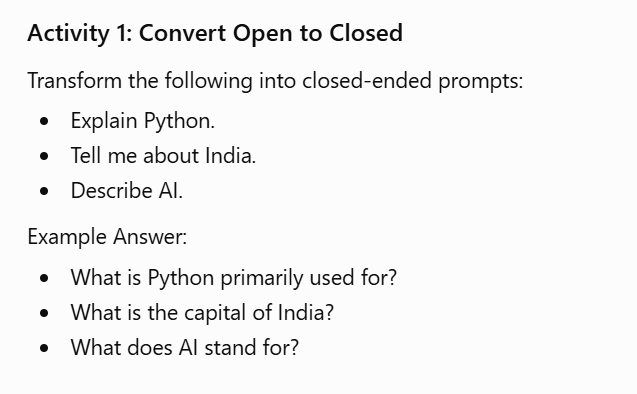 Activity 1: Convert Open to Closed
Transform the following into closed-ended prompts:
• Explain Python.
• Tell me about India.
• Describe AI.
Example Answer:
• What is Python primarily used for?
• What is the capital of India?
• What does AI stand for?